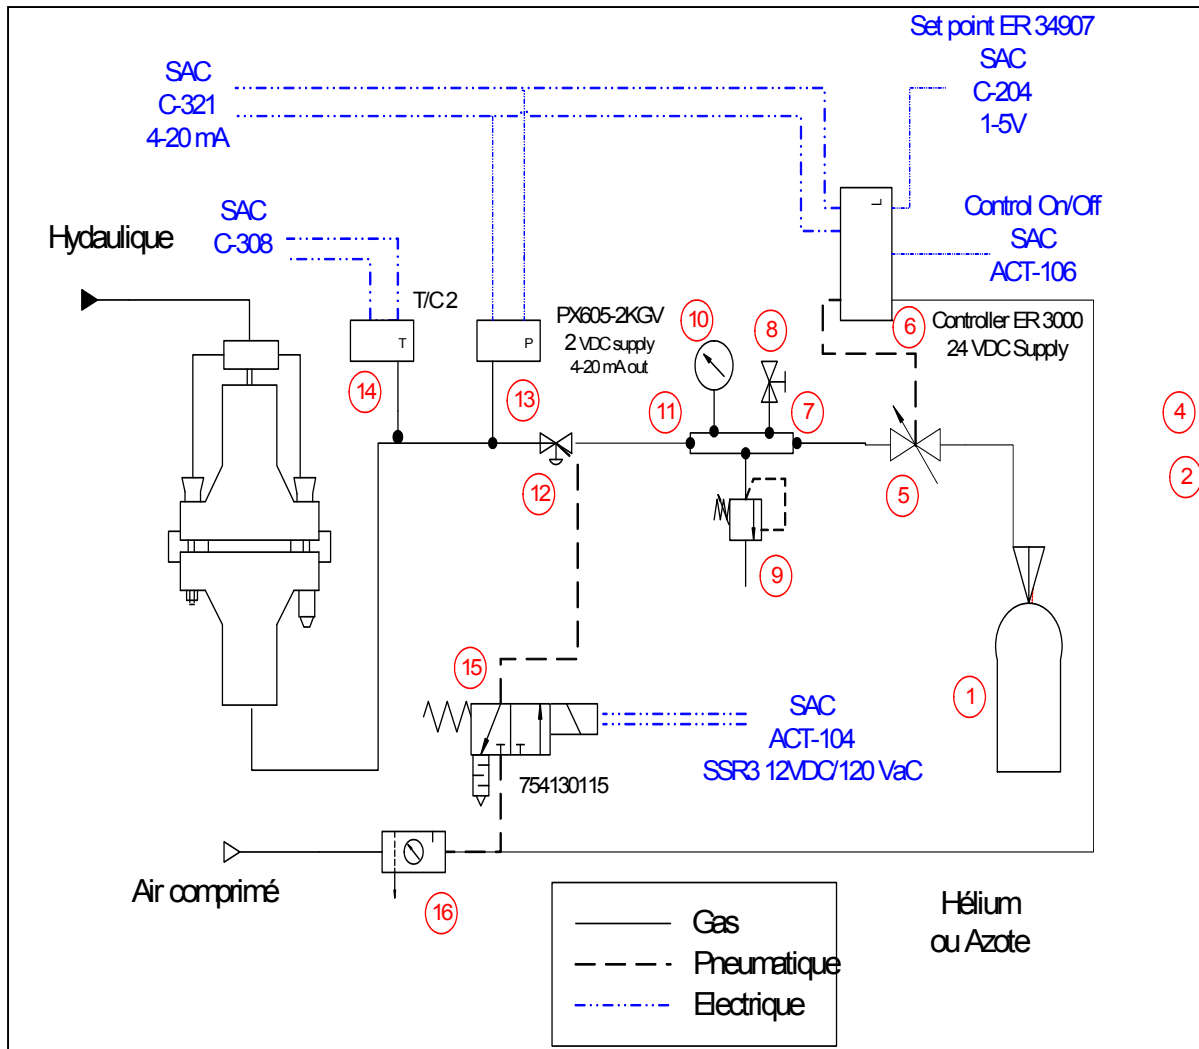 Set point ER 34907
SAC
C-204
1-5V
SAC
C-321
4-20 mA
Control On/Off
SAC
ACT-106
SAC
C-308
Hydaulique
T/C 2
T
P
L
PX605-2KGV
2 VDC supply
4-20 mA out
Controller ER 3000
24 VDC Supply
10
8
6
14
13
11
7
4
12
5
2
9
15
1
SAC
ACT-104
SSR3 12VDC/120 VaC
754130115
Air comprimé
16
Hélium
ou Azote
Gas
Pneumatique
Electrique